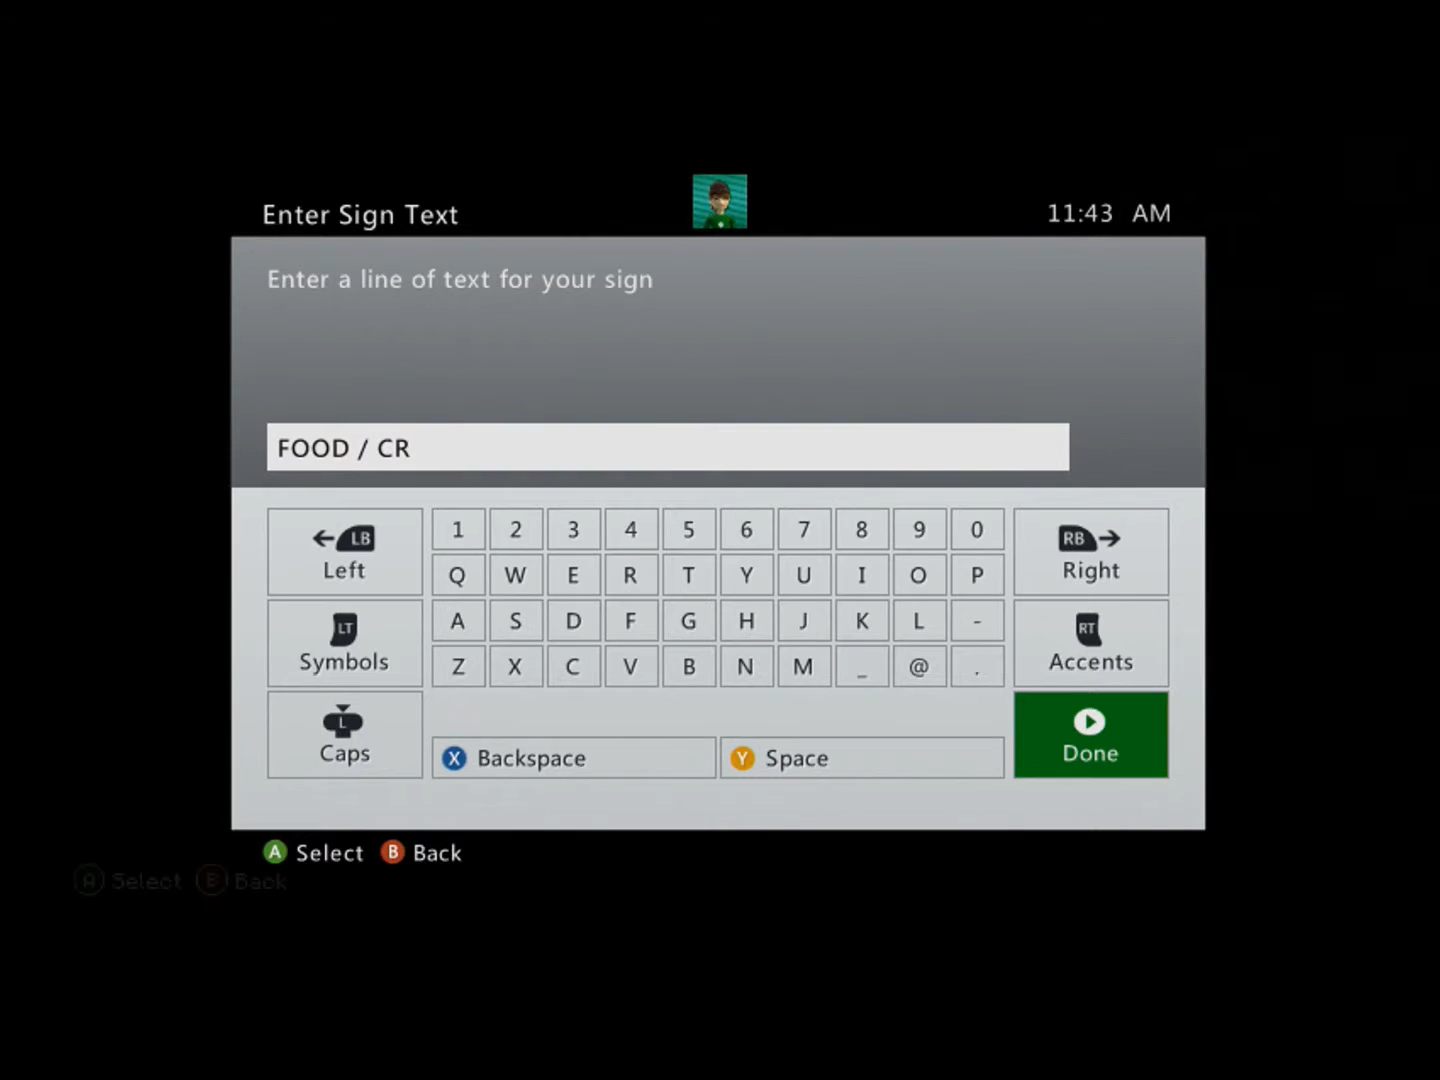 Enter Sign Text
11:43 AM
Enter a line of text for your sign
FOOD / CR
LB
Left
1 2 3 4 5 6 7 8 9 0
RB
Right
Q W E R T Y U I O P
LT
Symbols
A S D F G H J K L -
RT
Accents
Z X C V B N M _ @ .
L
Caps
X Backspace
Y Space
Done
A Select B Back
A Select B Back